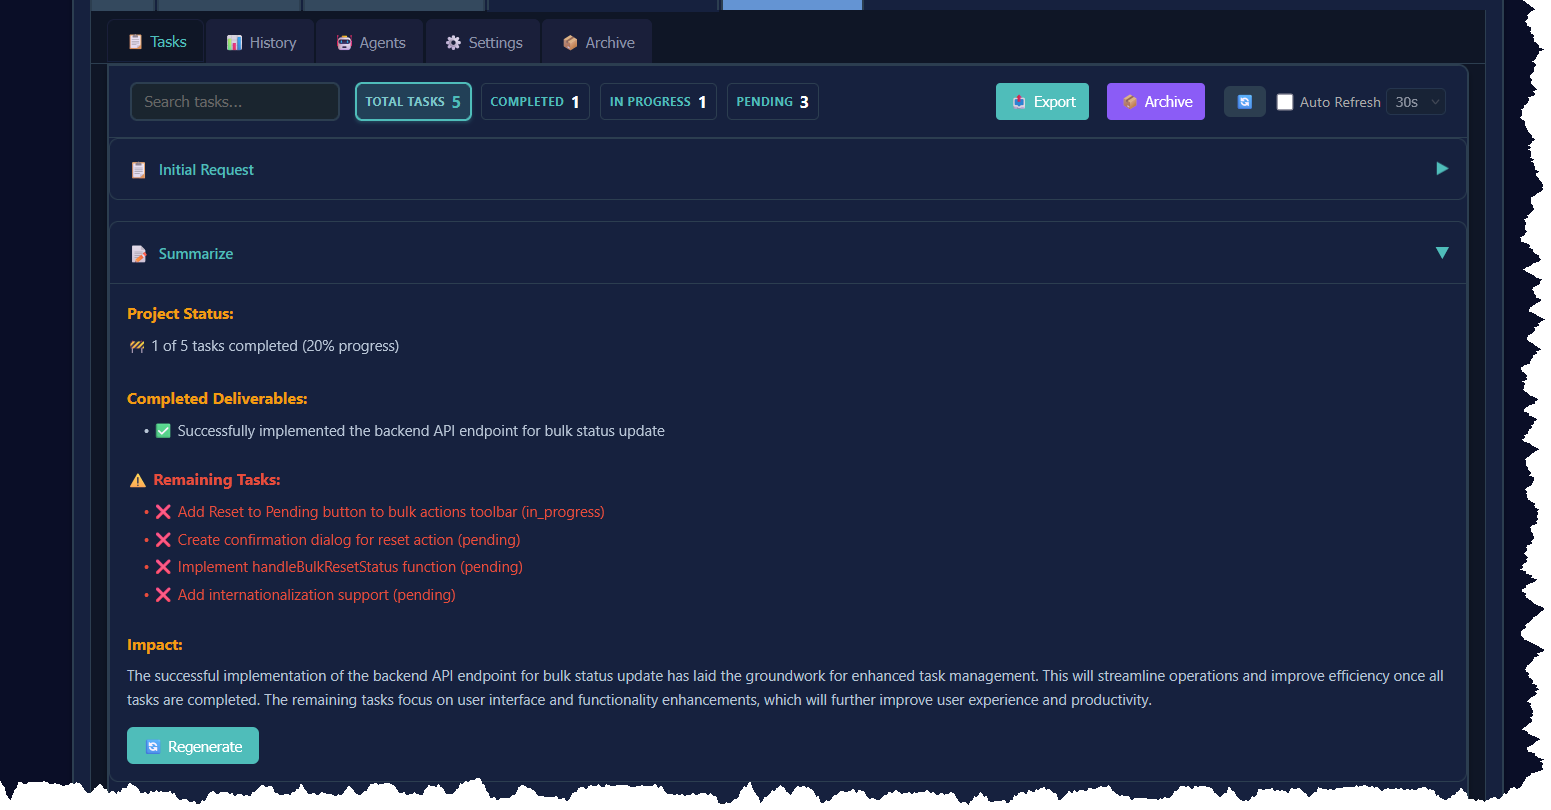 Tasks History Agents Settings Archive
Search tasks... TOTAL TASKS 5 COMPLETED 1 IN PROGRESS 1 PENDING 3 Export Archive Auto Refresh 30s
Initial Request
Summarize
Project Status:
🚧 1 of 5 tasks completed (20% progress)
Completed Deliverables:
• ✅ Successfully implemented the backend API endpoint for bulk status update
⚠️ Remaining Tasks:
• ❌ Add Reset to Pending button to bulk actions toolbar (in_progress)
• ❌ Create confirmation dialog for reset action (pending)
• ❌ Implement handleBulkResetStatus function (pending)
• ❌ Add internationalization support (pending)
Impact:
The successful implementation of the backend API endpoint for bulk status update has laid the groundwork for enhanced task management. This will streamline operations and improve efficiency once all
tasks are completed. The remaining tasks focus on user interface and functionality enhancements, which will further improve user experience and productivity.
Regenerate